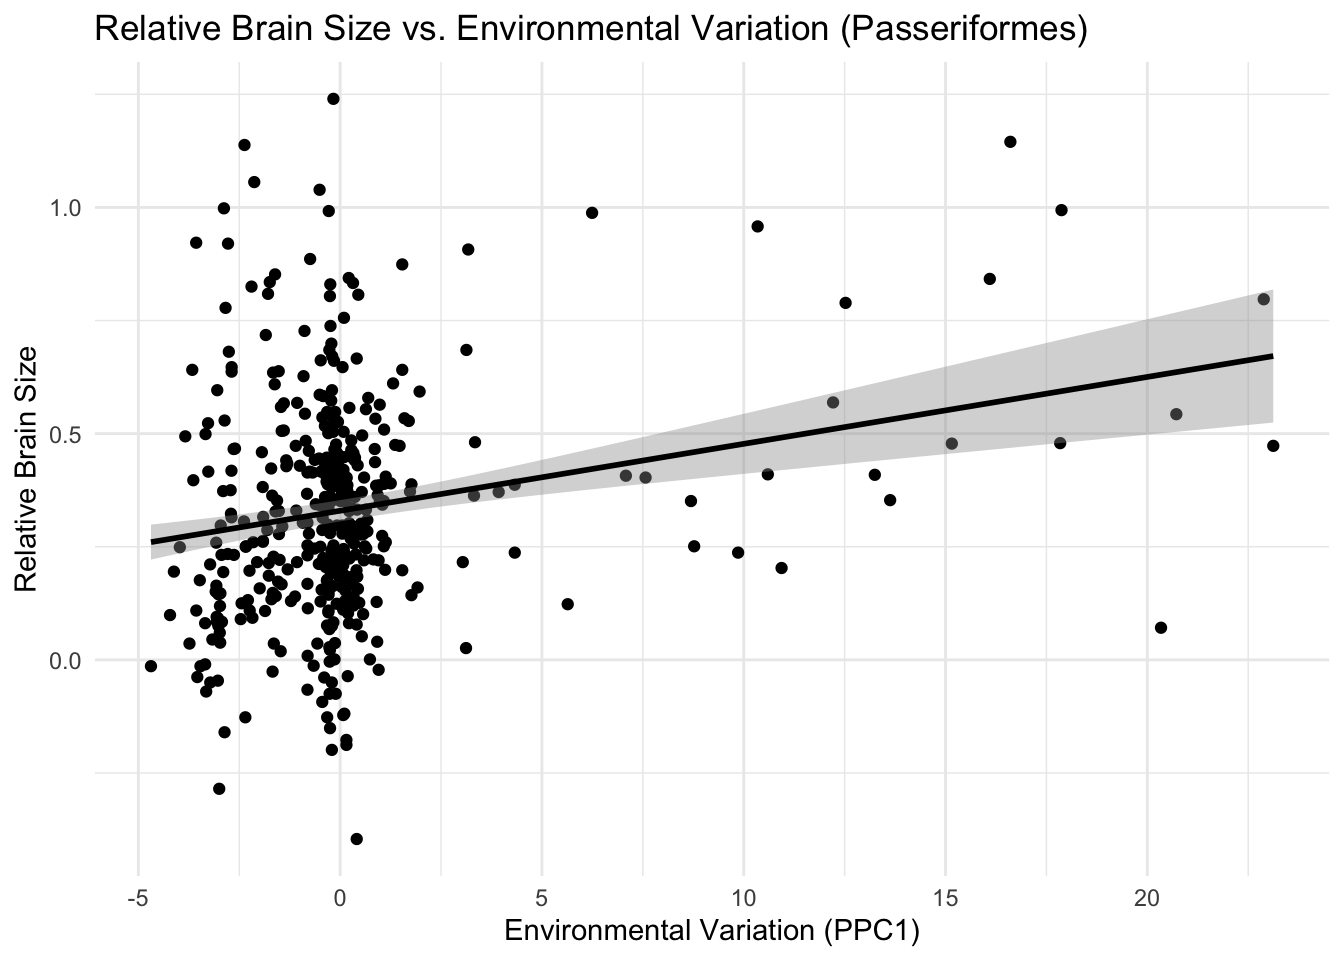 Relative Brain Size vs. Environmental Variation (Passeriformes)
Relative Brain Size
1.0
0.5
0.0
-5 0 5 10 15 20
Environmental Variation (PPC1)